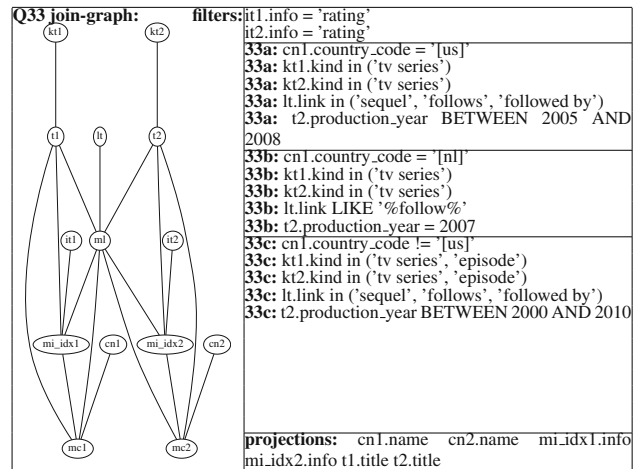 Q33 join-graph: filters:
kt1 kt2
t1 lt t2
it1 ml it2
mi_idx1 cn1 mi_idx2 cn2
mc1 mc2
it1.info = 'rating'
it2.info = 'rating'
33a: cn1.country_code = '[us]'
33a: kt1.kind in ('tv series')
33a: kt2.kind in ('tv series')
33a: lt.link in ('sequel', 'follows', 'followed by')
33a: t2.production_year BETWEEN 2005 AND
2008
33b: cn1.country_code = '[nl]'
33b: kt1.kind in ('tv series')
33b: kt2.kind in ('tv series')
33b: lt.link LIKE '%follow%'
33b: t2.production_year = 2007
33c: cn1.country_code != '[us]'
33c: kt1.kind in ('tv series', 'episode')
33c: kt2.kind in ('tv series', 'episode')
33c: lt.link in ('sequel', 'follows', 'followed by')
33c: t2.production_year BETWEEN 2000 AND 2010
projections: cn1.name cn2.name mi_idx1.info
mi_idx2.info t1.title t2.title